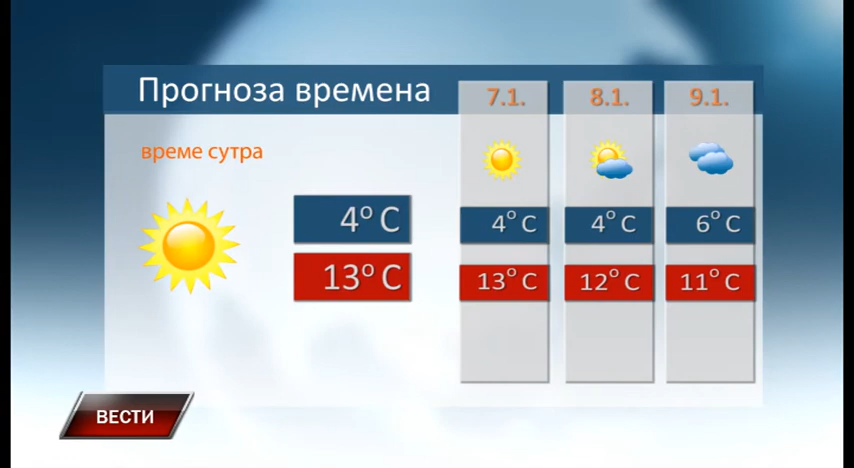 Прогноза времена
време сутра
4° C
13° C
7.1. 8.1. 9.1.
4° C 4° C 6° C
13° C 12° C 11° C
ВЕСТИ